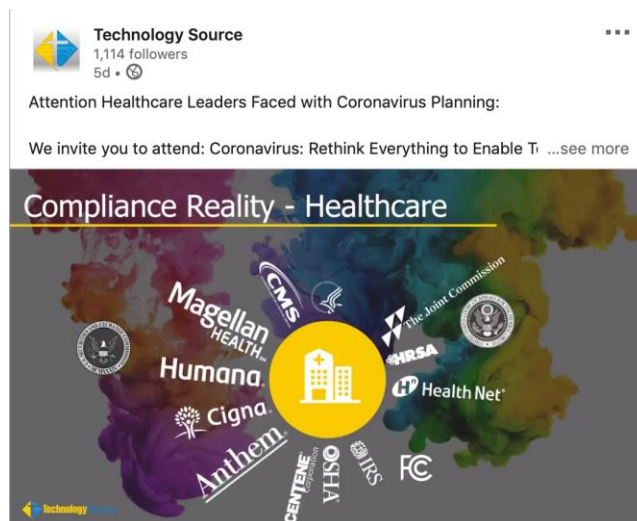 Technology Source
1,114 followers
5d •
Attention Healthcare Leaders Faced with Coronavirus Planning:
We invite you to attend: Coronavirus: Rethink Everything to Enable Te ...see more
Compliance Reality - Healthcare
CMS
Magellan
HEALTH
Humana
Cigna
Anthem
CENTENE
Corporation
OSHA
IRS
FCC
Health Net
HRSA
The Joint Commission
Technology